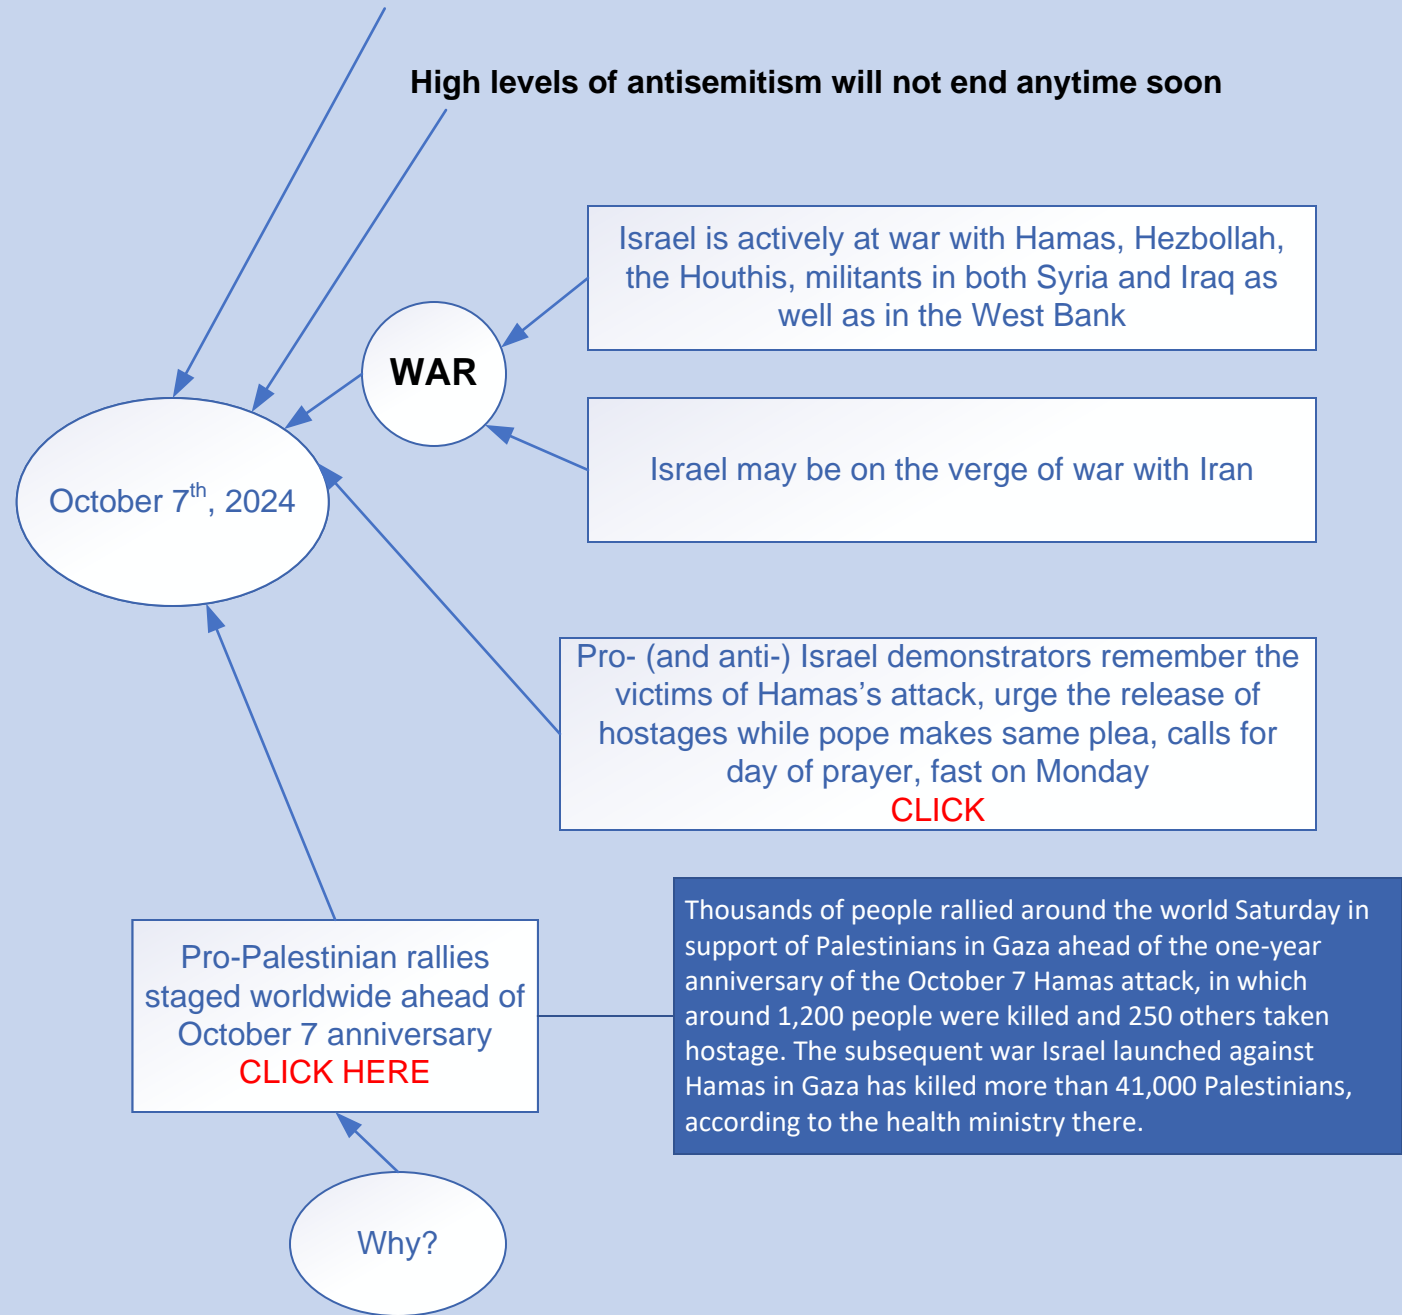 High levels of antisemitism will not end anytime soon
Israel is actively at war with Hamas, Hezbollah,
the Houthis, militants in both Syria and Iraq as
well as in the West Bank
WAR
Israel may be on the verge of war with Iran
October 7th, 2024
Pro- (and anti-) Israel demonstrators remember the
victims of Hamas’s attack, urge the release of
hostages while pope makes same plea, calls for
day of prayer, fast on Monday
CLICK
Pro-Palestinian rallies
staged worldwide ahead of
October 7 anniversary
CLICK HERE
Thousands of people rallied around the world Saturday in
support of Palestinians in Gaza ahead of the one-year
anniversary of the October 7 Hamas attack, in which
around 1,200 people were killed and 250 others taken
hostage. The subsequent war Israel launched against
Hamas in Gaza has killed more than 41,000 Palestinians,
according to the health ministry there.
Why?